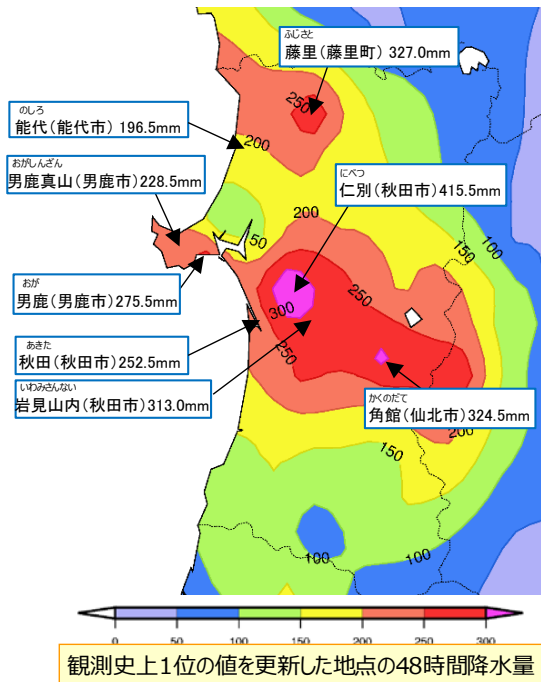 ふじさと
藤里(藤里町) 327.0mm
250
のしろ
能代(能代市) 196.5mm
200
おがしんざん
男鹿真山(男鹿市)228.5mm
にべつ
仁別(秋田市)415.5mm
200
100
150
50
おが
男鹿(男鹿市)275.5mm
250
300
あきた
秋田(秋田市)252.5mm
250
いわみさんない
岩見山内(秋田市)313.0mm
かくのだて
角館(仙北市)324.5mm
200
150
100
100
0 50 100 150 200 250 300
観測史上1位の値を更新した地点の48時間降水量